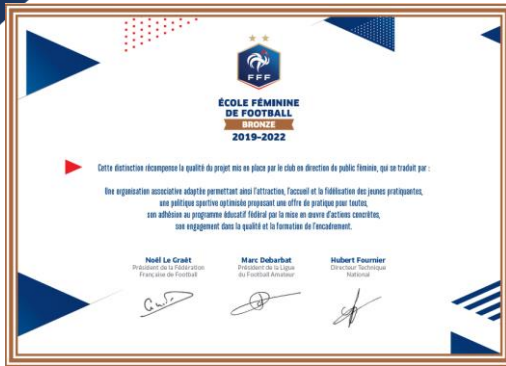 FFF
ÉCOLE FÉMININE
DE FOOTBALL
BRONZE
2019-2022
Cette distinction récompense la qualité du projet mis en place par le club en direction du public féminin, qui se traduit par :
Une organisation associative adaptée permettant ainsi l'attraction, l'accueil et la fidélisation des jeunes pratiquantes,
une politique sportive optimisée proposant une offre de pratique pour toutes,
son adhésion au programme éducatif fédéral par la mise en œuvre d'actions concrètes,
son engagement dans la qualité et la formation de l'encadrement.
Noël Le Graët
Président de la Fédération
Française de Football
Marc Debarbat
Président de la Ligue
du Football Amateur
Hubert Fournier
Directeur Technique
National